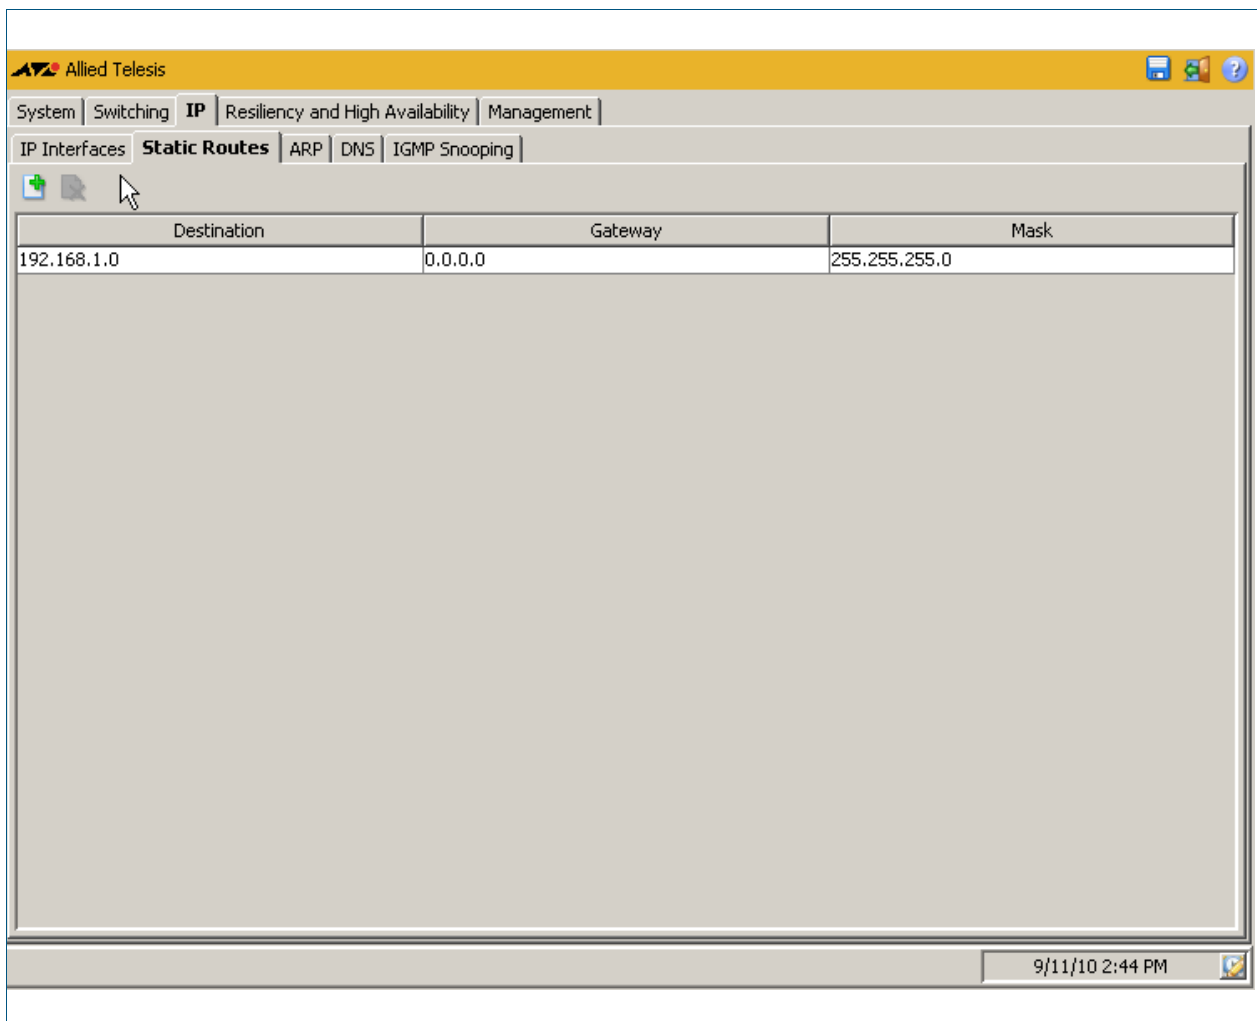 Allied Telesis
System Switching IP Resiliency and High Availability Management
IP Interfaces Static Routes ARP DNS IGMP Snooping
Destination Gateway Mask
192.168.1.0 0.0.0.0 255.255.255.0
9/11/10 2:44 PM